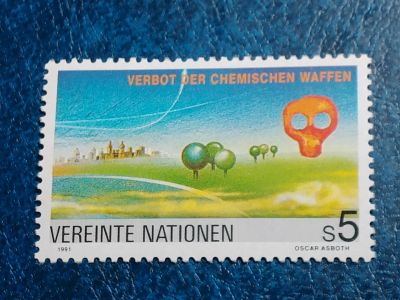 VERBOT DER CHEMISCHEN WAFFEN
S5
VEREINTE NATIONEN
1991
OSCAR ASBOTH